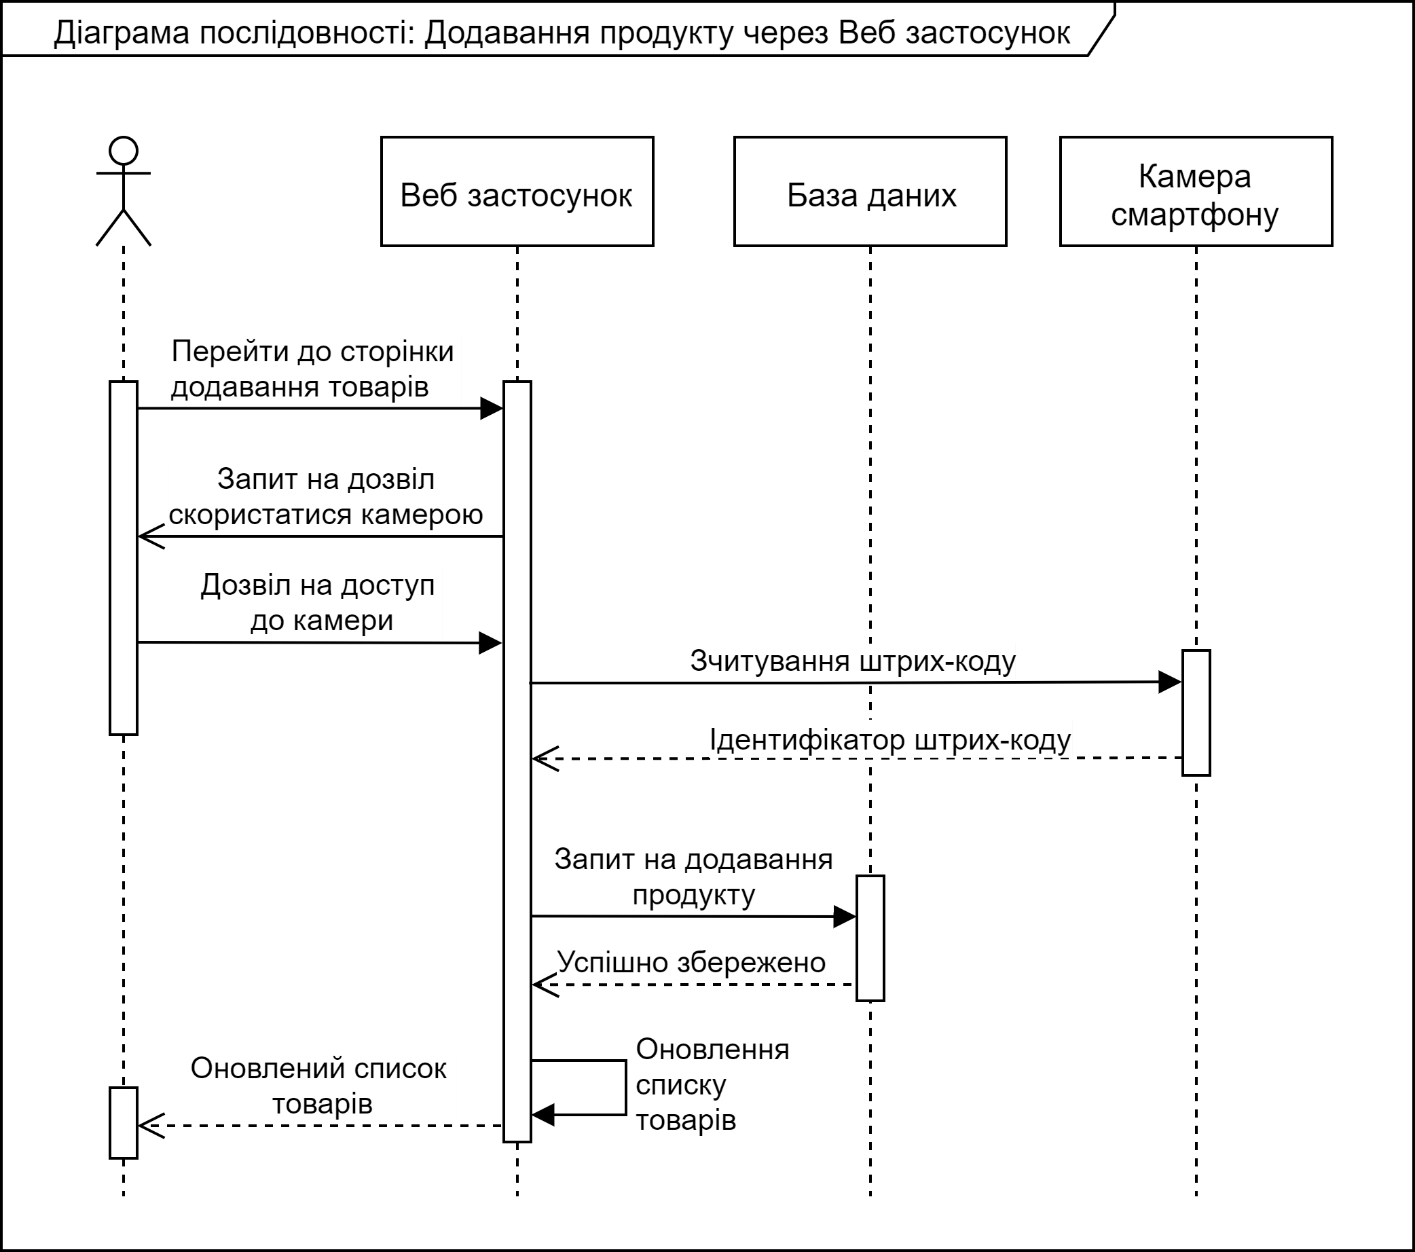 Діаграма послідовності: Додавання продукту через Веб застосунок
Веб застосунок
База даних
Камера
смартфону
Перейти до сторінки
додавання товарів
Запит на дозвіл
скористатися камерою
Дозвіл на доступ
до камери
Зчитування штрих-коду
Ідентифікатор штрих-коду
Запит на додавання
продукту
Успішно збережено
Оновлення
списку
товарів
Оновлений список
товарів